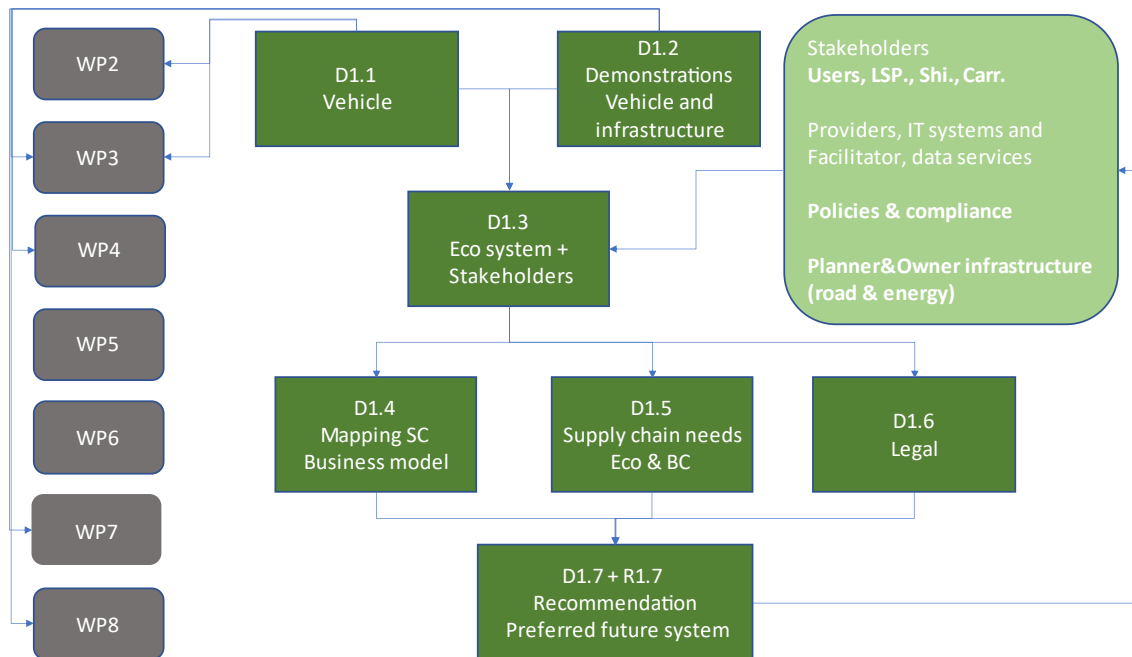 WP2
WP3
WP4
WP5
WP6
WP7
WP8
D1.1
Vehicle
D1.2
Demonstrations
Vehicle and
infrastructure
Stakeholders
Users, LSP., Shi., Carr.
Providers, IT systems and
Facilitator, data services
Policies & compliance
Planner&Owner infrastructure
(road & energy)
D1.3
Eco system +
Stakeholders
D1.4
Mapping SC
Business model
D1.5
Supply chain needs
Eco & BC
D1.6
Legal
D1.7 + R1.7
Recommendation
Preferred future system